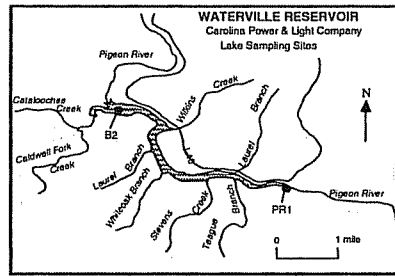 WATERVILLE RESERVOIR
Carolina Power & Light Company
Lake Sampling Sites
Pigeon River
Cataloochee
Creek
B2
Caldwell Fork
Creek
Wilkins
Creek
Laurel
Branch
Laurel
Branch
Whiteoak Branch
Stevens
Creek
Teague
Branch
PR1
Pigeon River
N
0 1 mile